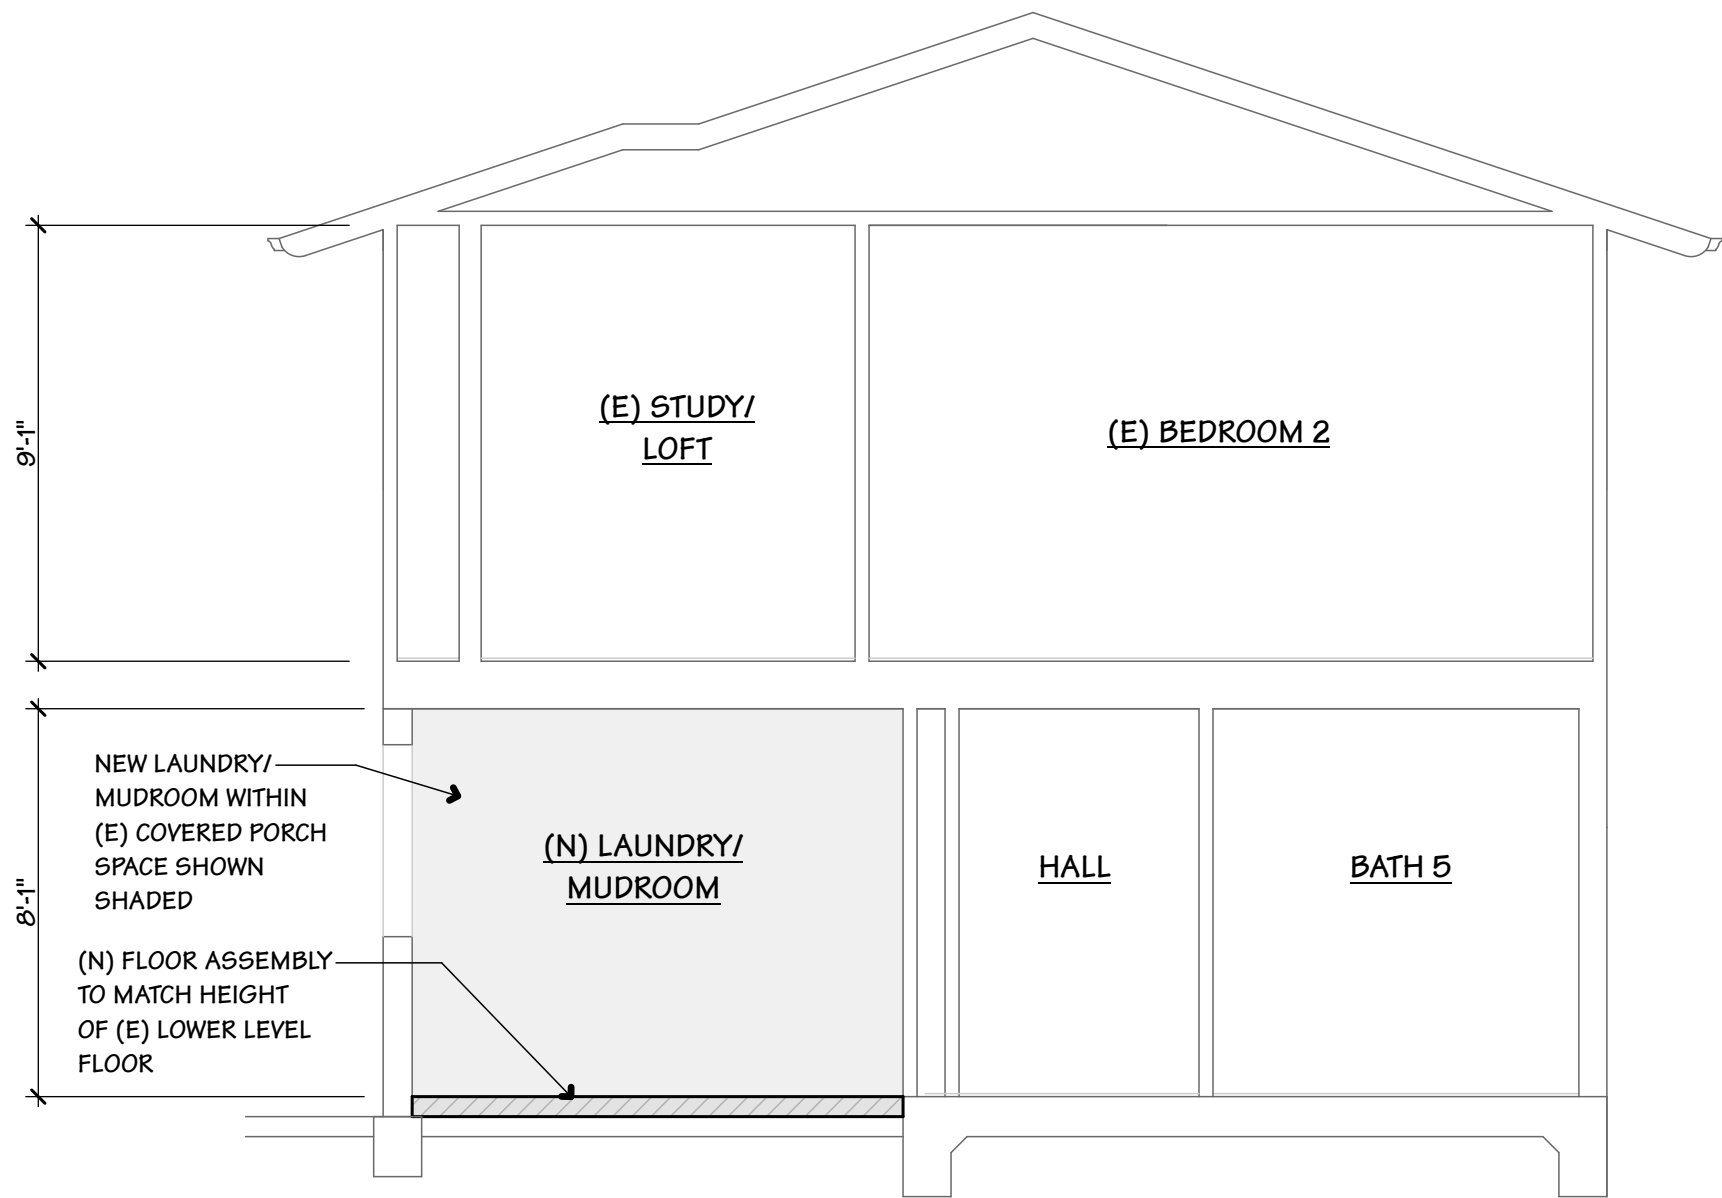 (E) STUDY/
LOFT
(E) BEDROOM 2
9'-1"
NEW LAUNDRY/
MUDROOM WITHIN
(E) COVERED PORCH
SPACE SHOWN
SHADED
(N) LAUNDRY/
MUDROOM
HALL
BATH 5
8'-1"
(N) FLOOR ASSEMBLY
TO MATCH HEIGHT
OF (E) LOWER LEVEL
FLOOR